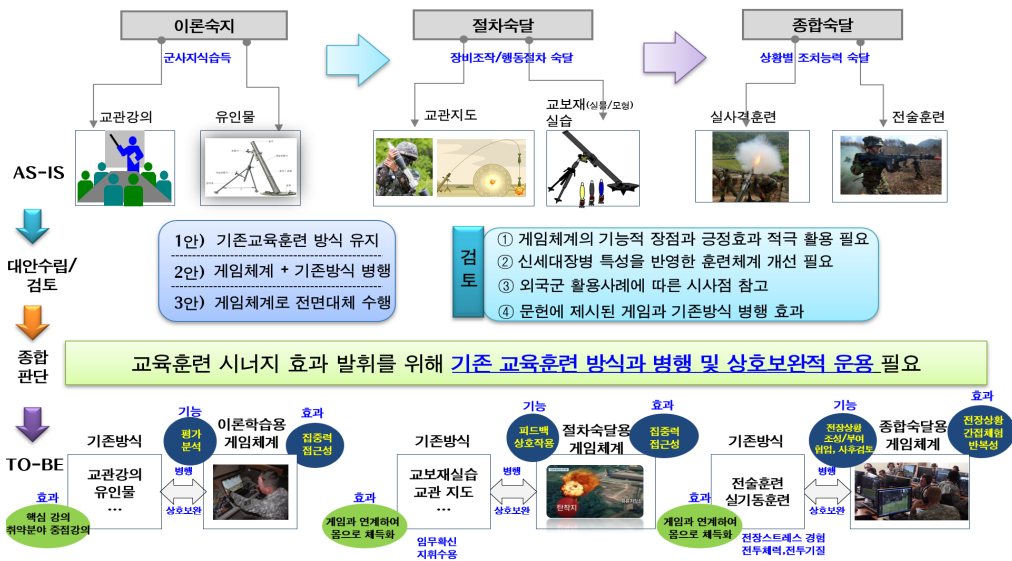 이론숙지
절차숙달
종합숙달
군사지식습득
장비조작/행동절차 숙달
상황별 조치능력 숙달
교관강의
유인물
교관지도
교보재(실물/모형)
실습
실사격훈련
전술훈련
AS-IS
1안) 기존교육훈련 방식 유지
2안) 게임체계 + 기존방식 병행
3안) 게임체계로 전면대체 수행
검
토
① 게임체계의 기능적 장점과 긍정효과 적극 활용 필요
② 신세대장병 특성을 반영한 훈련체계 개선 필요
③ 외국군 활용사례에 따른 시사점 참고
④ 문헌에 제시된 게임과 기존방식 병행 효과
대안수립/
검토
종합
판단
교육훈련 시너지 효과 발휘를 위해 기존 교육훈련 방식과 병행 및 상호보완적 운용 필요
TO-BE
기존방식
교관강의
유인물
...
효과
핵심 강의
취약분야 중점강의
기능
평가
분석
병행
상호보완
이론학습용
게임체계
효과
집중력
접근성
기존방식
교보재실습
교관 지도
...
효과
게임과 연계하여
몸으로 체득화
임무확신
지휘수용
기능
피드백
상호작용
병행
상호보완
절차숙달용
게임체계
탄착지
효과
집중력
접근성
기존방식
전술훈련
실기동훈련
효과
게임과 연계하여
몸으로 체득화
전장스트레스 경험
전투체력,전투기질
기능
전장상황
조성/부여
협업, 사후검토
병행
상호보완
종합숙달용
게임체계
효과
전장상황
간접체험
반복성